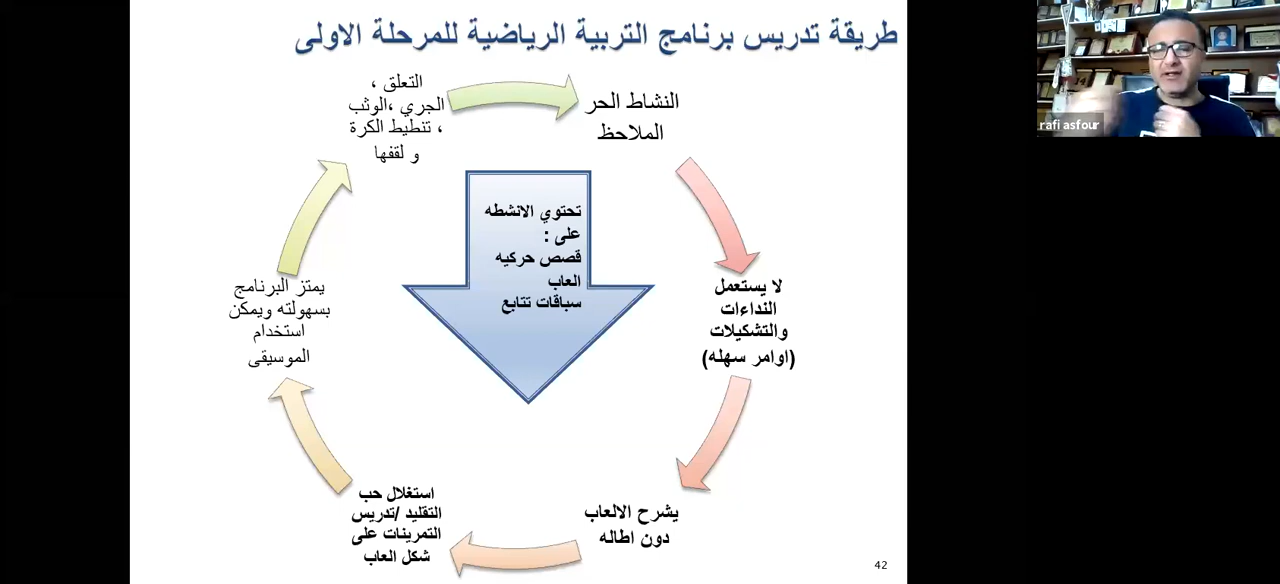 طريقة تدريس برنامج التربية الرياضية للمرحلة الاولى
النشاط الحر
الملاحظ
لا يستعمل
النداءات
والتشكيلات
(اوامر سهله)
يشرح الالعاب
دون اطاله
استغلال حب
التقليد /تدريس
التمرينات على
شكل العاب
يمتز البرنامج
بسهولته ويمكن
استخدام
الموسيقى
التعلق ،
الجري ،الوثب
، تنطيط الكرة
و لقفها
تحتوي الانشطه
على :
قصص حركيه
العاب
سباقات تتابع
42
rafi asfour